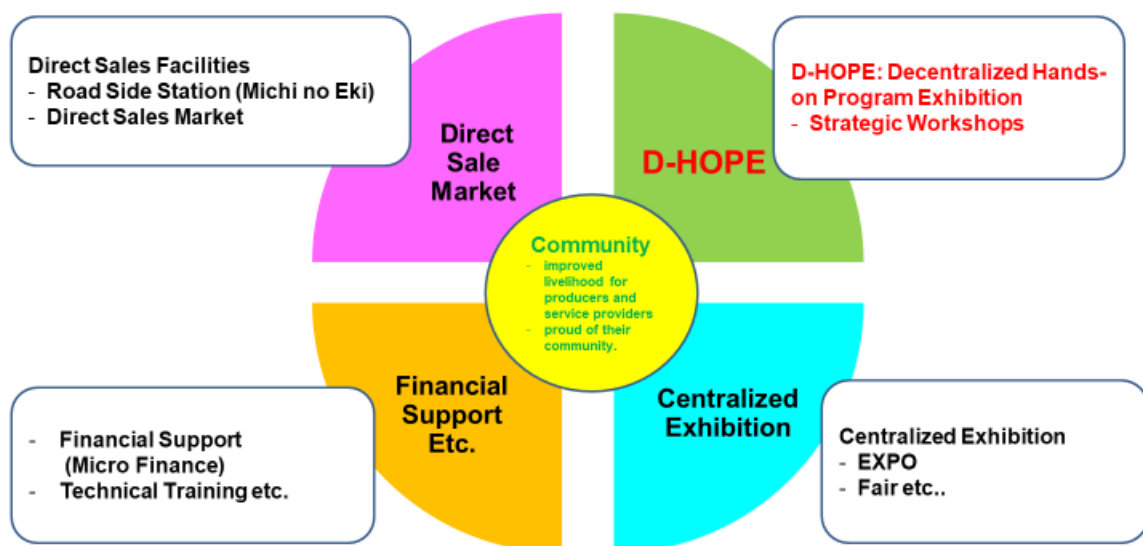 Direct Sales Facilities
- Road Side Station (Michi no Eki)
- Direct Sales Market
Direct
Sale
Market
D-HOPE
D-HOPE: Decentralized Hands-
on Program Exhibition
- Strategic Workshops
Community
- improved
livelihood for
producers and
service providers
- proud of their
community.
Financial
Support
Etc.
- Financial Support
(Micro Finance)
- Technical Training etc.
Centralized
Exhibition
Centralized Exhibition
- EXPO
- Fair etc..